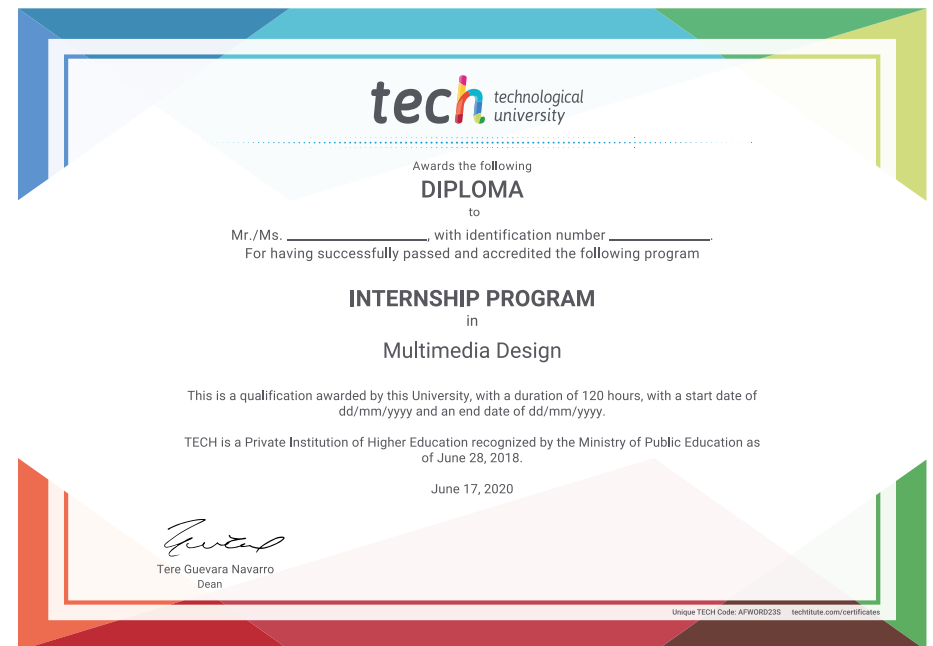 tech technological
university
Awards the following
DIPLOMA
to
Mr./Ms. ________________, with identification number ____________.
For having successfully passed and accredited the following program
INTERNSHIP PROGRAM
in
Multimedia Design
This is a qualification awarded by this University, with a duration of 120 hours, with a start date of
dd/mm/yyyy and an end date of dd/mm/yyyy.
TECH is a Private Institution of Higher Education recognized by the Ministry of Public Education as
of June 28, 2018.
June 17, 2020
Tere Guevara Navarro
Dean
Unique TECH Code: AFWORD23S techtitute.com/certificates